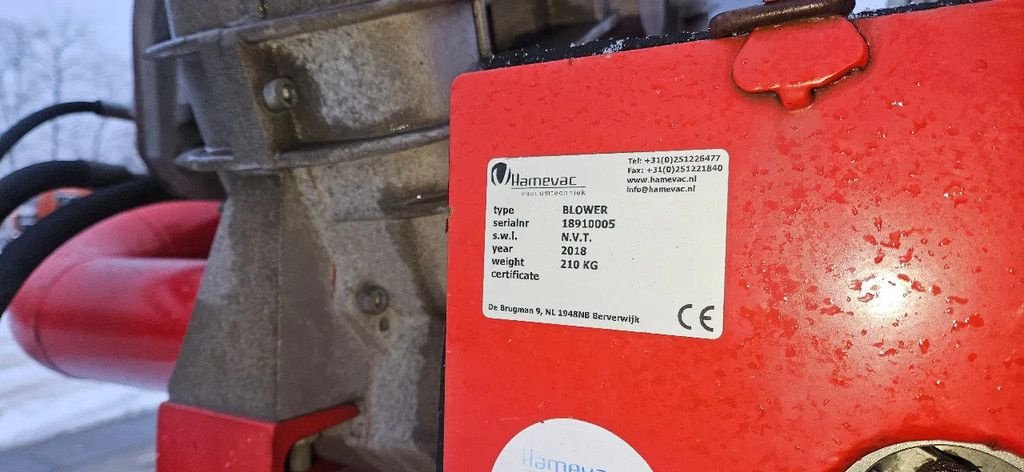 Hamevac
vacuumtechniek
Tel: +31(0)251226477
Fax: +31(0)251221840
www.hamevac.nl
info@hamevac.nl
type BLOWER
serialnr 18910005
s.w.l. N.V.T.
year 2018
weight 210 KG
certificate
De Brugman 9, NL 1948NB Berverwijk
CE
Hamevac